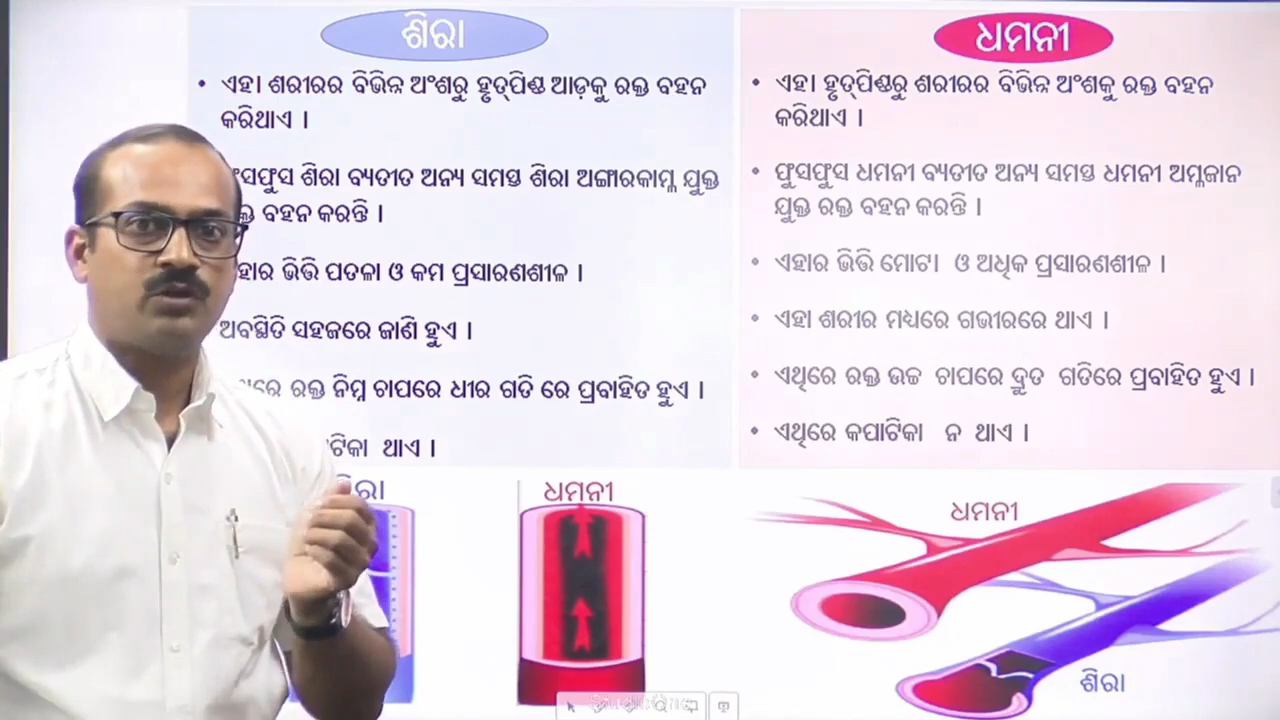 ଶିରା
• ଏହା ଶରୀରର ବିଭିନ୍ନ ଅଂଶରୁ ହୃତ୍‌ପିଣ୍ଡ ଆଡ଼କୁ ରକ୍ତ ବହନ
କରିଥାଏ ।
ଶିରା ବ୍ୟତୀତ ଅନ୍ୟ ସମସ୍ତ ଶିରା ଅଙ୍ଗାରକାମ୍ଳ ଯୁକ୍ତ
ବହନ କରନ୍ତି ।
ଭିତ୍ତି ପତଳା ଓ କମ ପ୍ରସାରଣଶୀଳ ।
ଅବସ୍ଥିତି ସହଜରେ ଜାଣି ହୁଏ ।
ରକ୍ତ ନିମ୍ନ ଚାପରେ ଧୀର ଗତି ରେ ପ୍ରବାହିତ ହୁଏ ।
ଥାଏ ।
ଧମନୀ
• ଏହା ହୃତ୍‌ପିଣ୍ଡରୁ ଶରୀରର ବିଭିନ୍ନ ଅଂଶକୁ ରକ୍ତ ବହନ
କରିଥାଏ ।
• ଫୁସଫୁସ ଧମନୀ ବ୍ୟତୀତ ଅନ୍ୟ ସମସ୍ତ ଧମନୀ ଅମ୍ଳଜାନ
ଯୁକ୍ତ ରକ୍ତ ବହନ କରନ୍ତି ।
• ଏହାର ଭିତ୍ତି ମୋଟା ଓ ଅଧିକ ପ୍ରସାରଣଶୀଳ ।
• ଏହା ଶରୀର ମଧ୍ୟରେ ଗଭୀରରେ ଥାଏ ।
• ଏଥିରେ ରକ୍ତ ଉଚ୍ଚ ଚାପରେ ଦ୍ରୁତ ଗତିରେ ପ୍ରବାହିତ ହୁଏ ।
• ଏଥିରେ କପାଟିକା ନ ଥାଏ ।
ଧମନୀ
ଧମନୀ
ଶିରା